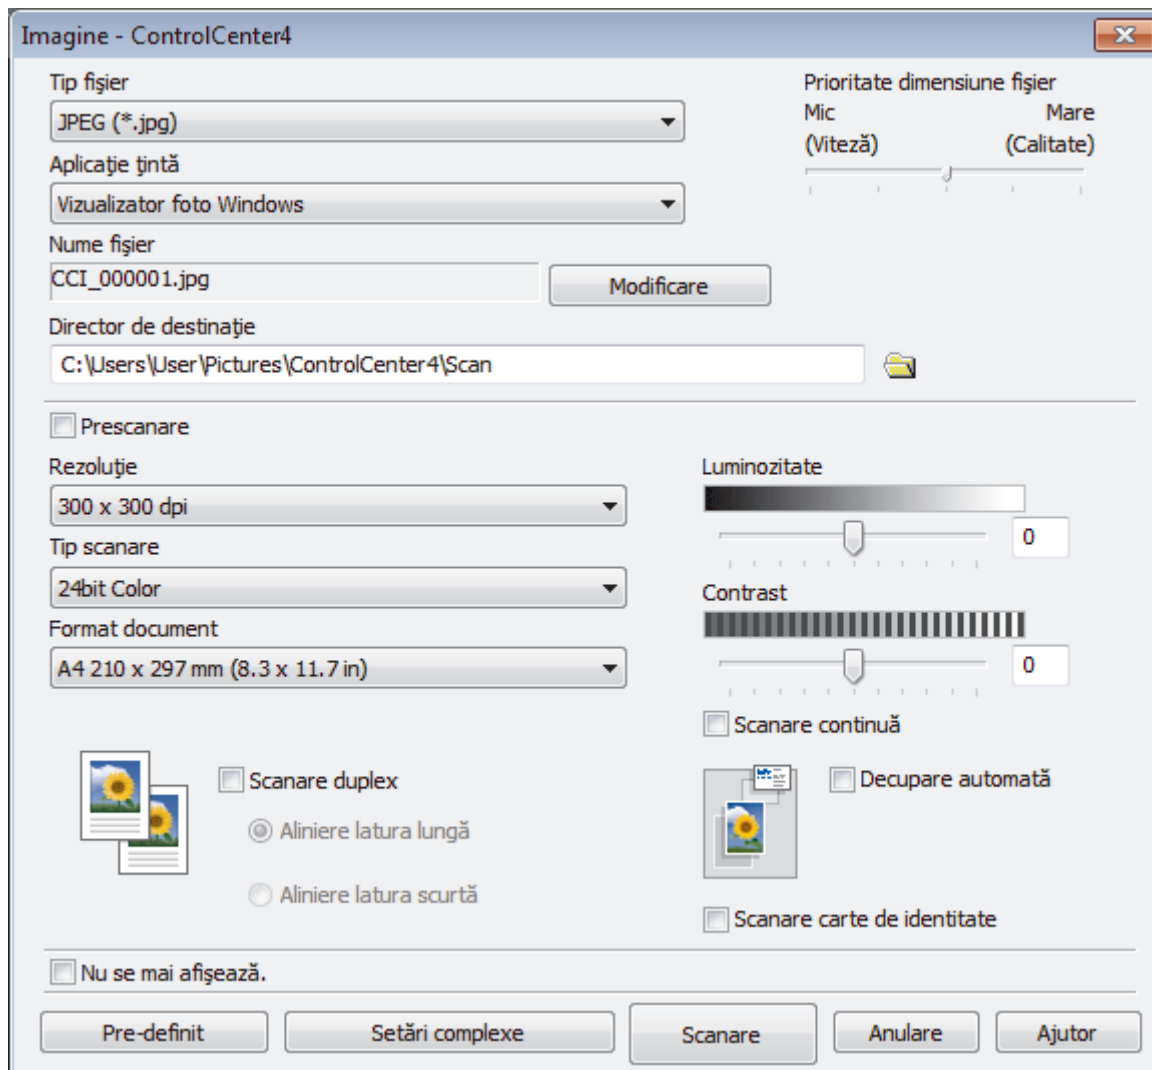 Imagine - ControlCenter4
Tip fişier
Prioritate dimensiune fişier
JPEG (*.jpg)
Mic
Mare
(Viteză)
(Calitate)
Aplicaţie ţintă
Vizualizator foto Windows
Nume fişier
CCI_000001.jpg
Modificare
Director de destinaţie
C:\Users\User\Pictures\ControlCenter4\Scan
Prescanare
Rezoluţie
300 x 300 dpi
Tip scanare
24bit Color
Format document
A4 210 x 297 mm (8.3 x 11.7 in)
Luminozitate
0
Contrast
0
Scanare continuă
Scanare duplex
Aliniere latura lungă
Aliniere latura scurtă
Decupare automată
Scanare carte de identitate
Nu se mai afişează.
Pre-definit
Setări complexe
Scanare
Anulare
Ajutor